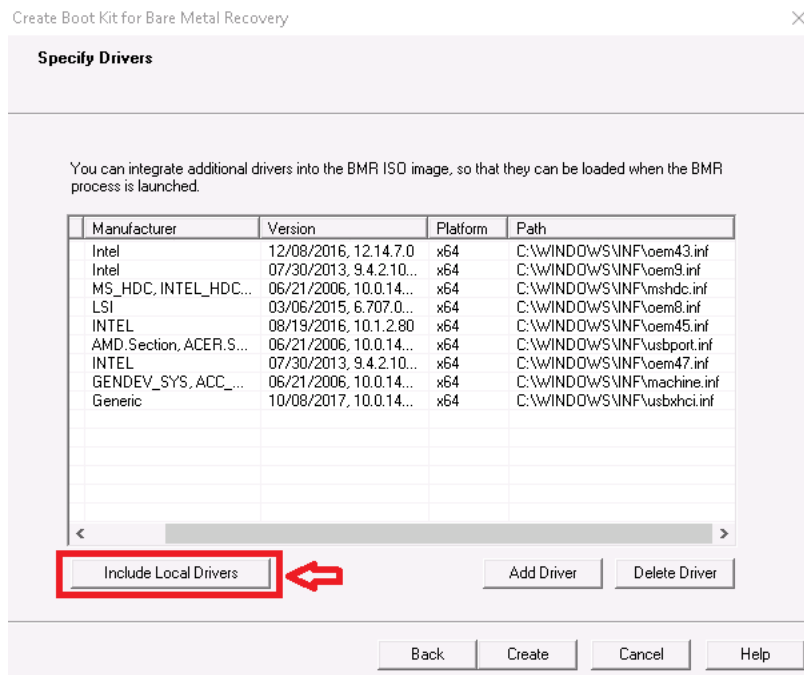 Create Boot Kit for Bare Metal Recovery
Specify Drivers
You can integrate additional drivers into the BMR ISO image, so that they can be loaded when the BMR
process is launched.
Manufacturer Version Platform Path
Intel 12/08/2016, 12.14.7.0 x64 C:\WINDOWS\INF\oem43.inf
Intel 07/30/2013, 9.4.2.10... x64 C:\WINDOWS\INF\oem9.inf
MS_HDC, INTEL_HDC... 06/21/2006, 10.0.14... x64 C:\WINDOWS\INF\mshdc.inf
LSI 03/06/2015, 6.707.0... x64 C:\WINDOWS\INF\oem8.inf
INTEL 08/19/2016, 10.1.2.80 x64 C:\WINDOWS\INF\oem45.inf
AMD.Section, ACER.S... 06/21/2006, 10.0.14... x64 C:\WINDOWS\INF\usbport.inf
INTEL 07/30/2013, 9.4.2.10... x64 C:\WINDOWS\INF\oem47.inf
GENDEV_SYS, ACC_... 06/21/2006, 10.0.14... x64 C:\WINDOWS\INF\machine.inf
Generic 10/08/2017, 10.0.14... x64 C:\WINDOWS\INF\usbxhci.inf
Include Local Drivers Add Driver Delete Driver
Back Create Cancel Help